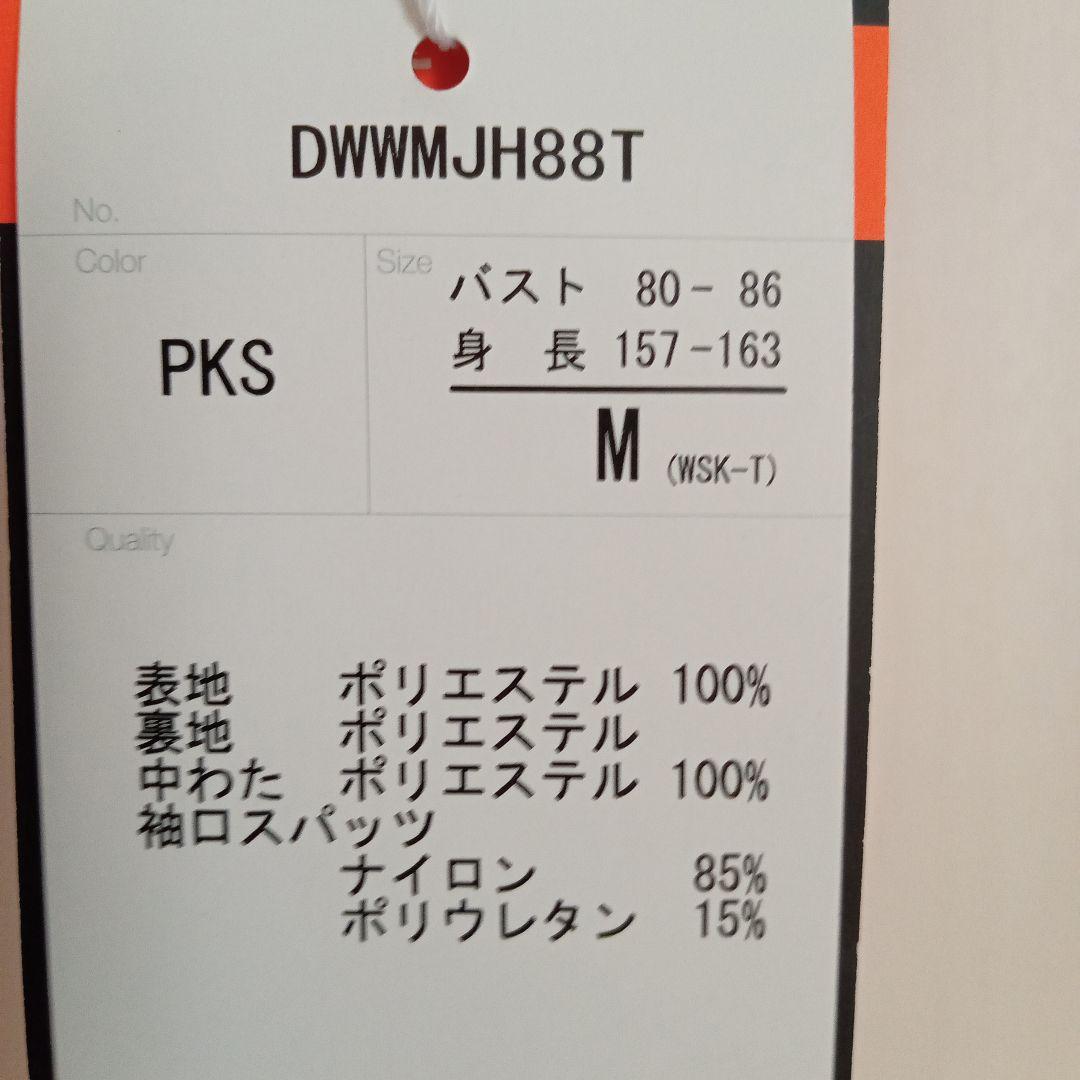 DWWMJH88T
No.
Color
PKS
Size
バスト 80- 86
身 長 157-163
M (WSK-T)
Quality
表地 ポリエステル 100%
裏地 ポリエステル
中わた ポリエステル 100%
袖口スパッツ
ナイロン 85%
ポリウレタン 15%